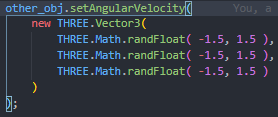 other_obj.setAngularVelocity( You, a
new THREE.Vector3(
THREE.Math.randFloat( -1.5, 1.5 ),
THREE.Math.randFloat( -1.5, 1.5 ),
THREE.Math.randFloat( -1.5, 1.5 )
)
);